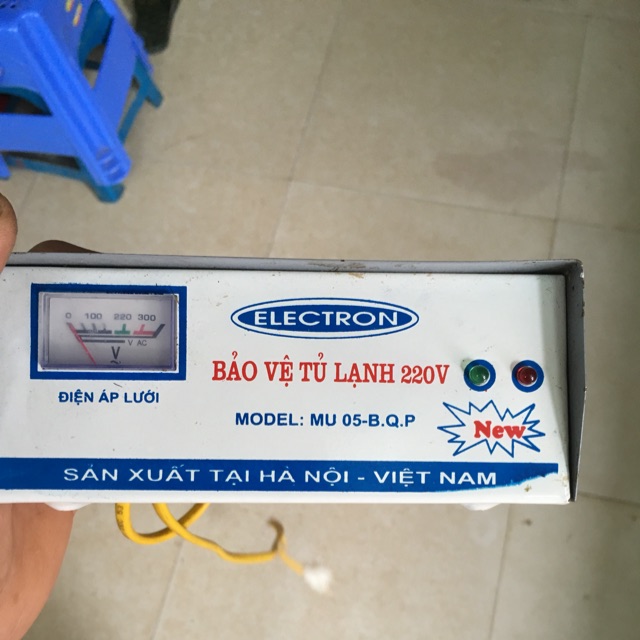 ELECTRON
0 100 220 300
V AC
V
BẢO VỆ TỦ LẠNH 220V
ĐIỆN ÁP LƯỚI
MODEL: MU 05-B.Q.P
New
SẢN XUẤT TẠI HÀ NỘI - VIỆT NAM